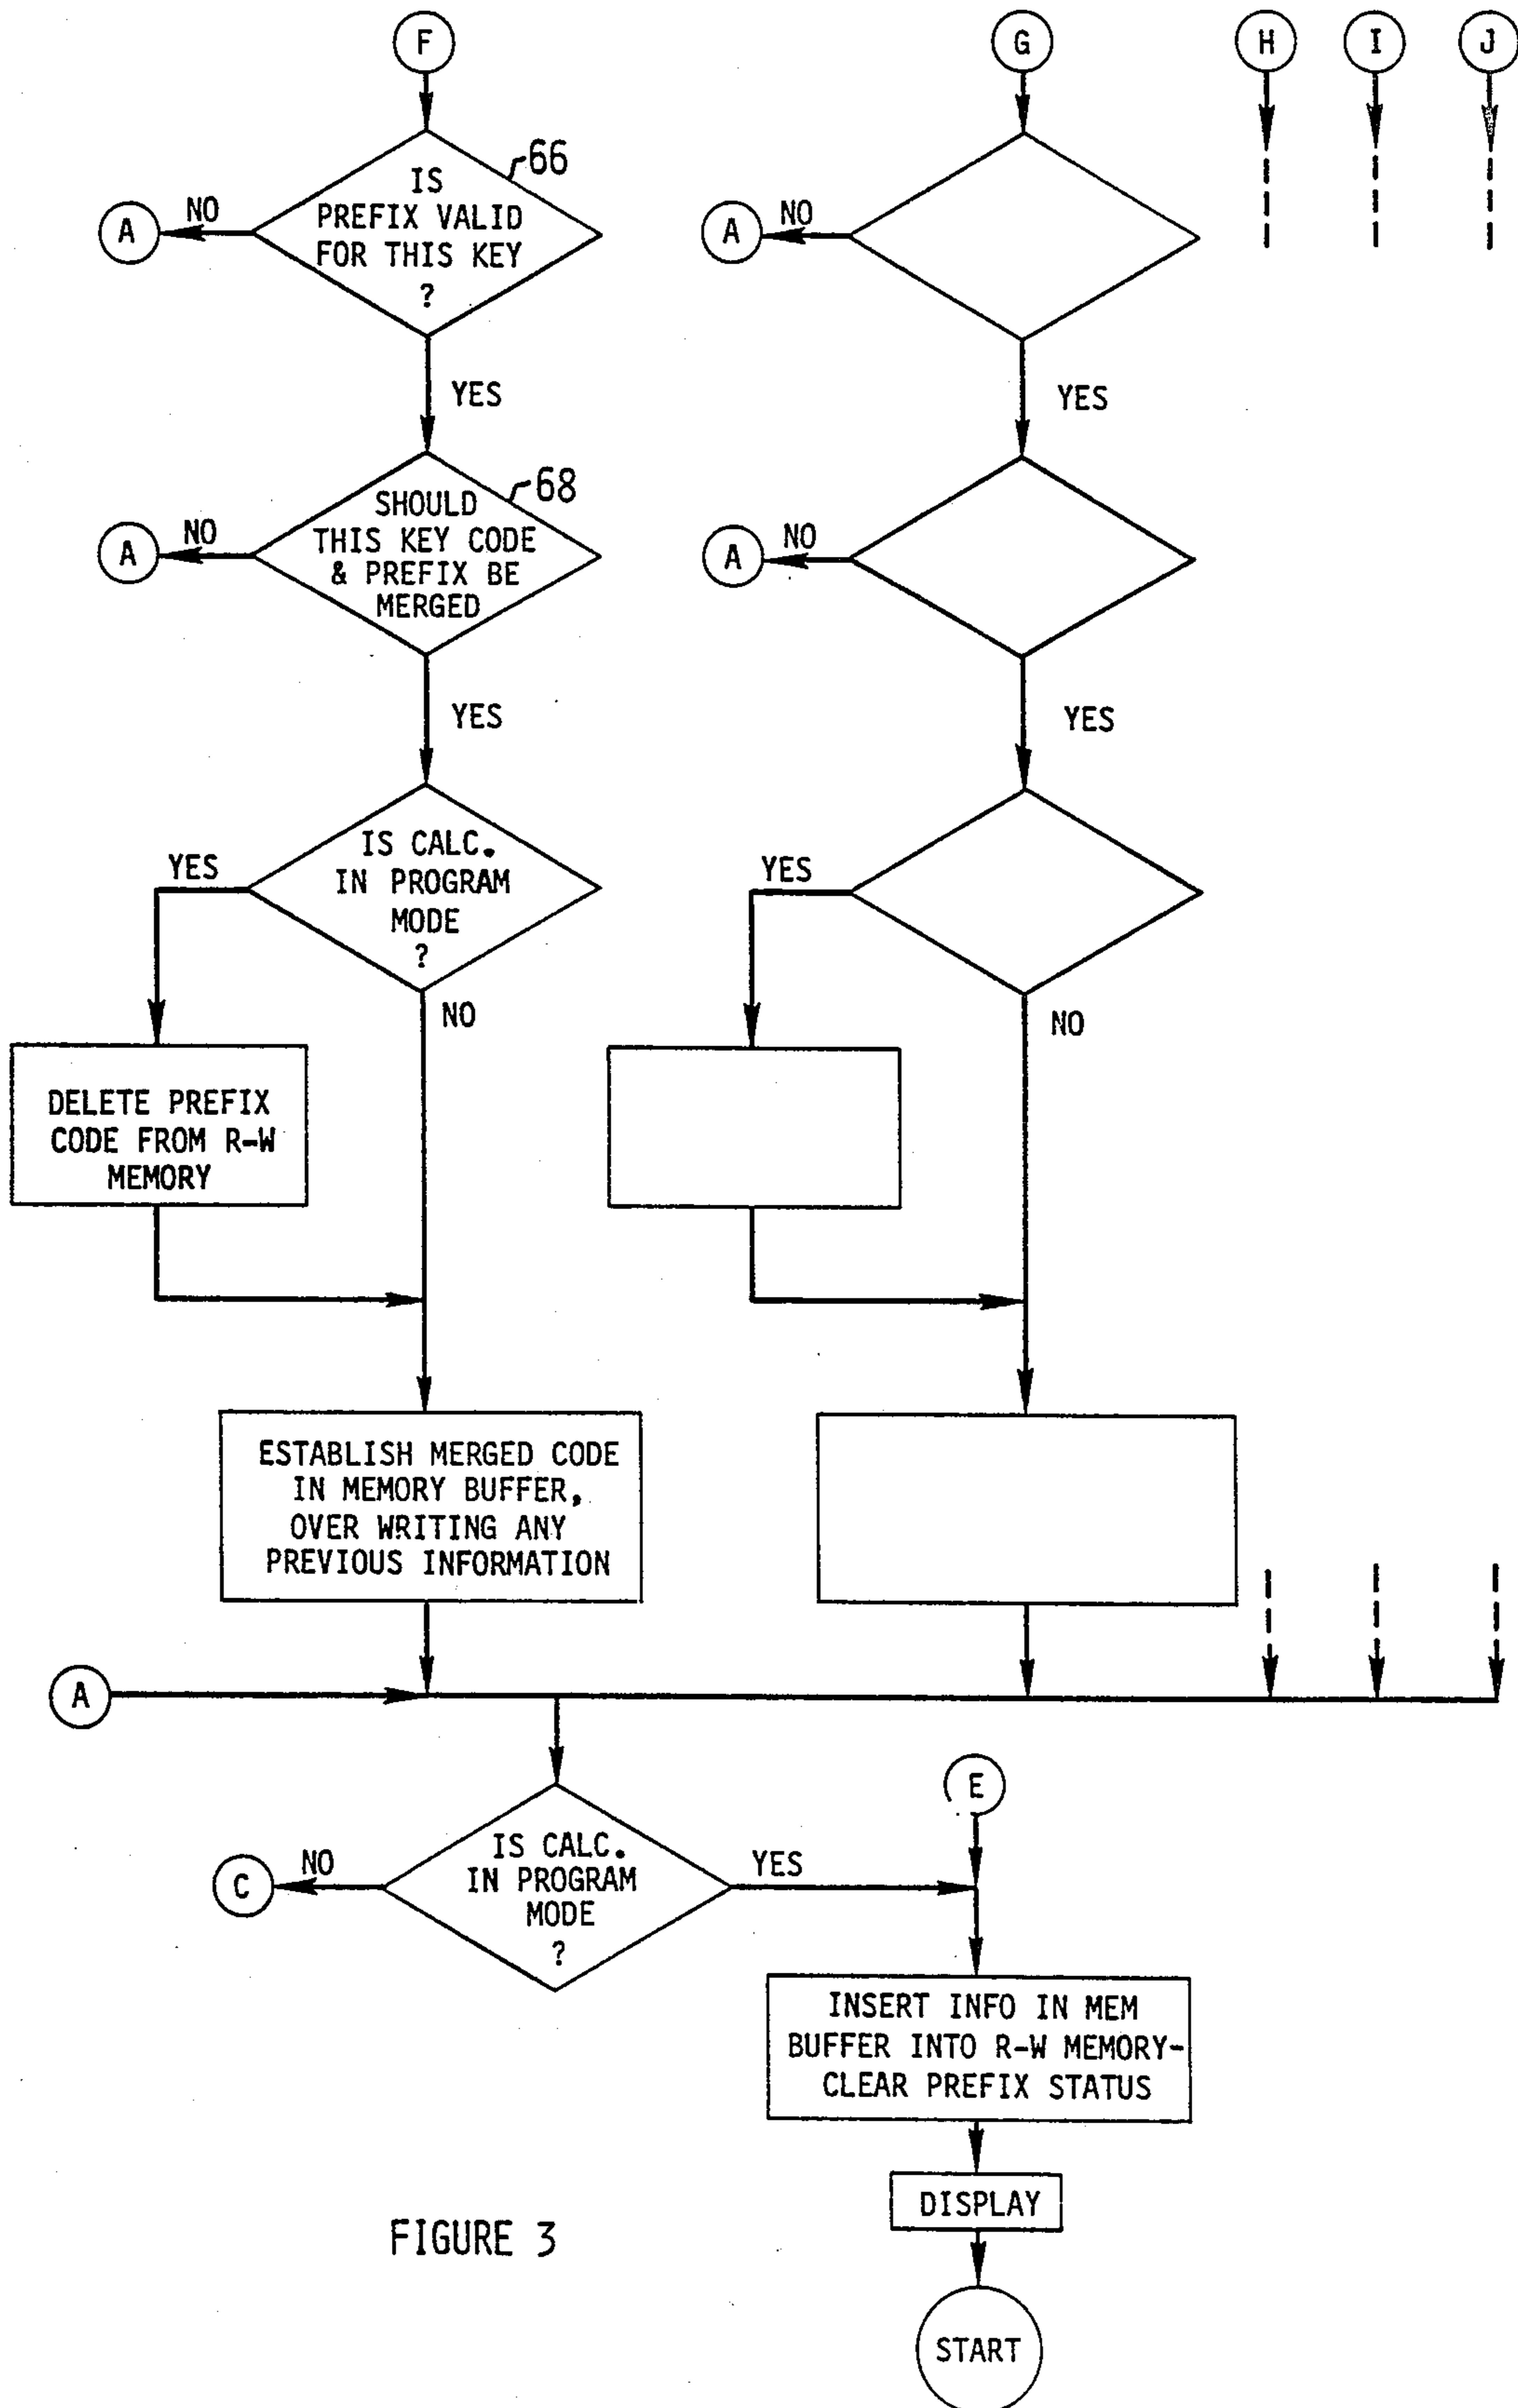 F
G
H
I
J
66
IS
PREFIX VALID
FOR THIS KEY
?
A
NO
A
NO
YES
YES
68
SHOULD
THIS KEY CODE
& PREFIX BE
MERGED
A
NO
A
NO
YES
YES
IS CALC.
IN PROGRAM
MODE
?
YES
YES
NO
NO
DELETE PREFIX
CODE FROM R-W
MEMORY
ESTABLISH MERGED CODE
IN MEMORY BUFFER,
OVER WRITING ANY
PREVIOUS INFORMATION
A
E
IS CALC.
IN PROGRAM
MODE
?
C
NO
YES
INSERT INFO IN MEM
BUFFER INTO R-W MEMORY-
CLEAR PREFIX STATUS
DISPLAY
FIGURE 3
START